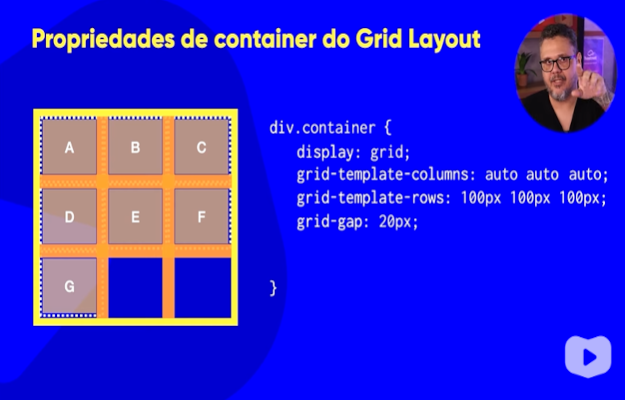 Propriedades de container do Grid Layout
A B C
D E F
G
div.container {
display: grid;
grid-template-columns: auto auto auto;
grid-template-rows: 100px 100px 100px;
grid-gap: 20px;
}